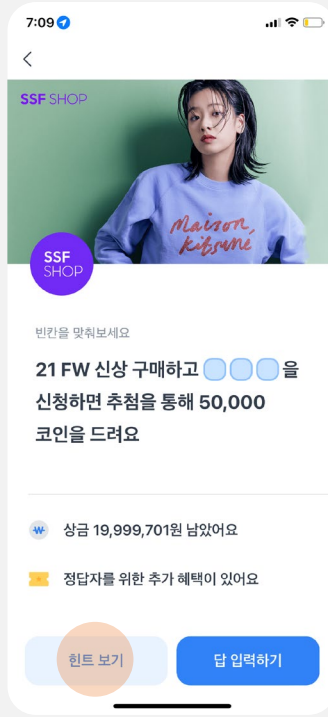 7:09
SSF SHOP
Maison
Kitsuné
SSF
SHOP
빈칸을 맞춰보세요
21 FW 신상 구매하고 을
신청하면 추첨을 통해 50,000
코인을 드려요
₩ 상금 19,999,701원 남았어요
정답자를 위한 추가 혜택이 있어요
힌트 보기 답 입력하기